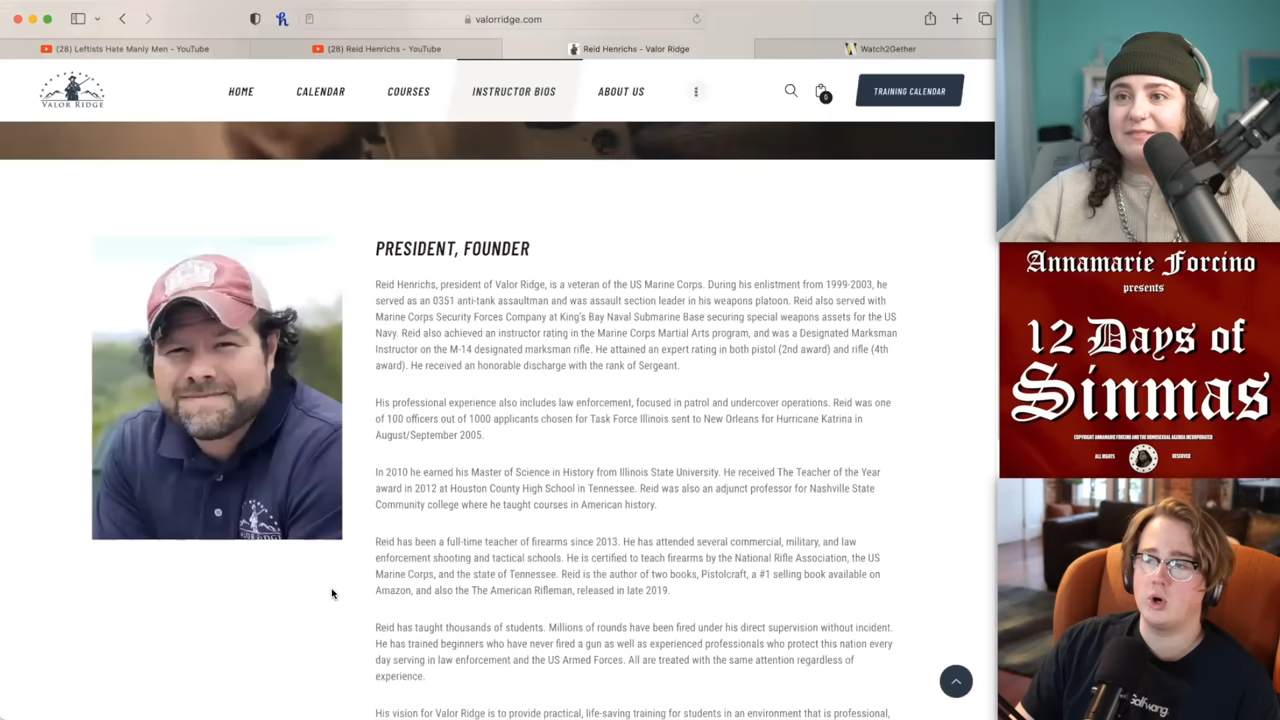 valorridge.com
(28) Leftists Hate Manly Men - YouTube
(28) Reid Henrichs - YouTube
Reid Henrichs - Valor Ridge
Watch2Gether
VALOR RIDGE
HOME
CALENDAR
COURSES
INSTRUCTOR BIOS
ABOUT US
0
TRAINING CALENDAR
PRESIDENT, FOUNDER
Reid Henrichs, president of Valor Ridge, is a veteran of the US Marine Corps. During his enlistment from 1999-2003, he
served as an 0351 anti-tank assaultman and was assault section leader in his weapons platoon. Reid also served with
Marine Corps Security Forces Company at King's Bay Naval Submarine Base securing special weapons assets for the US
Navy. Reid also achieved an instructor rating in the Marine Corps Martial Arts program, and was a Designated Marksman
Instructor on the M-14 designated marksman rifle. He attained an expert rating in both pistol (2nd award) and rifle (4th
award). He received an honorable discharge with the rank of Sergeant.
His professional experience also includes law enforcement, focused in patrol and undercover operations. Reid was one
of 100 officers out of 1000 applicants chosen for Task Force Illinois sent to New Orleans for Hurricane Katrina in
August/September 2005.
In 2010 he earned his Master of Science in History from Illinois State University. He received The Teacher of the Year
award in 2012 at Houston County High School in Tennessee. Reid was also an adjunct professor for Nashville State
Community college where he taught courses in American history.
Reid has been a full-time teacher of firearms since 2013. He has attended several commercial, military, and law
enforcement shooting and tactical schools. He is certified to teach firearms by the National Rifle Association, the US
Marine Corps, and the state of Tennessee. Reid is the author of two books, Pistolcraft, a #1 selling book available on
Amazon, and also the The American Rifleman, released in late 2019.
Reid has taught thousands of students. Millions of rounds have been fired under his direct supervision without incident.
He has trained beginners who have never fired a gun as well as experienced professionals who protect this nation every
day serving in law enforcement and the US Armed Forces. All are treated with the same attention regardless of
experience.
His vision for Valor Ridge is to provide practical, life-saving training for students in an environment that is professional,
VALOR RIDGE
Annamarie Forcino
presents
12 Days of
Sinmas
COPYRIGHT ANNAMARIE FORCINO AND THE HOMOSEXUAL AGENDA INCORPORATED
ALL RIGHTS
RESERVED
Golfwang